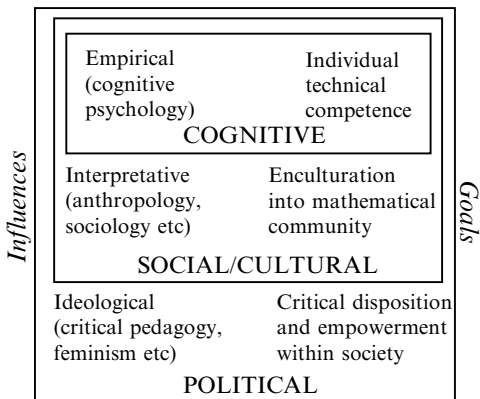 Empirical
(cognitive
psychology)
Individual
technical
competence
COGNITIVE
Influences
Interpretative
(anthropology,
sociology etc)
Enculturation
into mathematical
community
Goals
SOCIAL/CULTURAL
Ideological
(critical pedagogy,
feminism etc)
Critical disposition
and empowerment
within society
POLITICAL